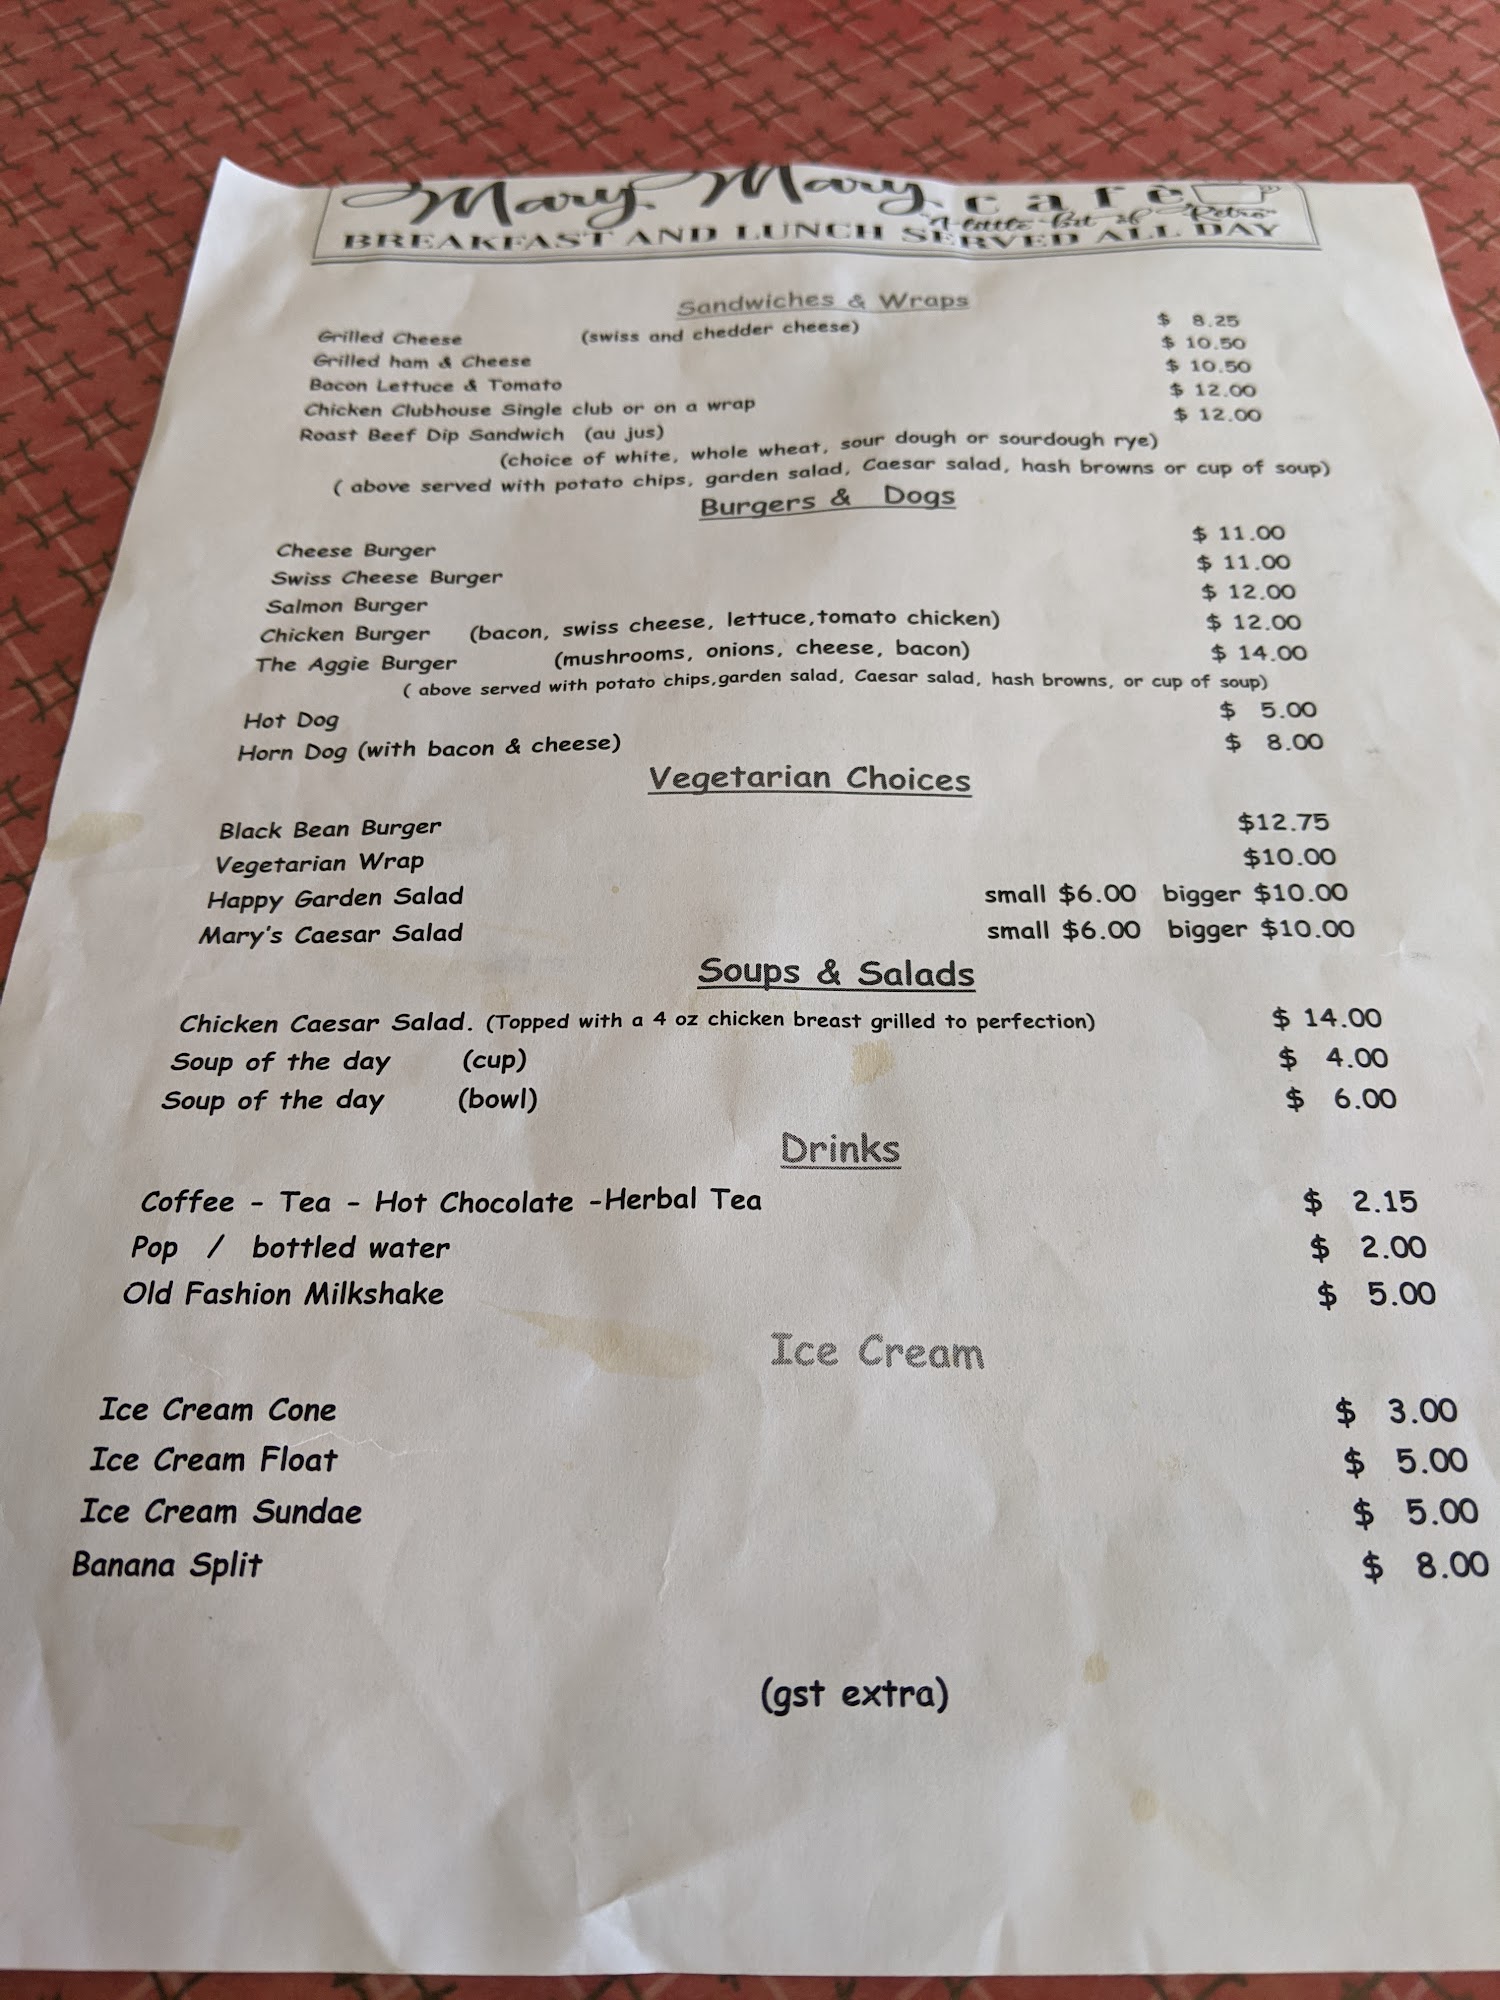 Mary Mary café
"A little bit of Retro"
BREAKFAST AND LUNCH SERVED ALL DAY
Sandwiches & Wraps
Grilled Cheese (swiss and chedder cheese) $ 8.25
Grilled ham & Cheese $ 10.50
Bacon Lettuce & Tomato $ 10.50
Chicken Clubhouse Single club or on a wrap $ 12.00
Roast Beef Dip Sandwich (au jus) $ 12.00
(choice of white, whole wheat, sour dough or sourdough rye)
( above served with potato chips, garden salad, Caesar salad, hash browns or cup of soup)
Burgers & Dogs
Cheese Burger $ 11.00
Swiss Cheese Burger $ 11.00
Salmon Burger $ 12.00
Chicken Burger (bacon, swiss cheese, lettuce,tomato chicken) $ 12.00
The Aggie Burger (mushrooms, onions, cheese, bacon) $ 14.00
( above served with potato chips,garden salad, Caesar salad, hash browns, or cup of soup)
Hot Dog $ 5.00
Horn Dog (with bacon & cheese) $ 8.00
Vegetarian Choices
Black Bean Burger $12.75
Vegetarian Wrap $10.00
Happy Garden Salad small $6.00 bigger $10.00
Mary's Caesar Salad small $6.00 bigger $10.00
Soups & Salads
Chicken Caesar Salad. (Topped with a 4 oz chicken breast grilled to perfection) $ 14.00
Soup of the day (cup) $ 4.00
Soup of the day (bowl) $ 6.00
Drinks
Coffee - Tea - Hot Chocolate -Herbal Tea $ 2.15
Pop / bottled water $ 2.00
Old Fashion Milkshake $ 5.00
Ice Cream
Ice Cream Cone $ 3.00
Ice Cream Float $ 5.00
Ice Cream Sundae $ 5.00
Banana Split $ 8.00
(gst extra)